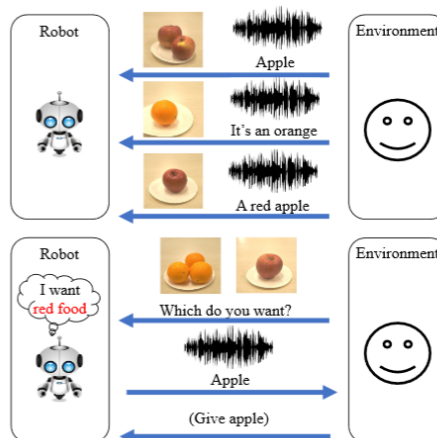 Robot
Environment
Apple
It's an orange
A red apple
Robot
Environment
I want
red food
Which do you want?
Apple
(Give apple)